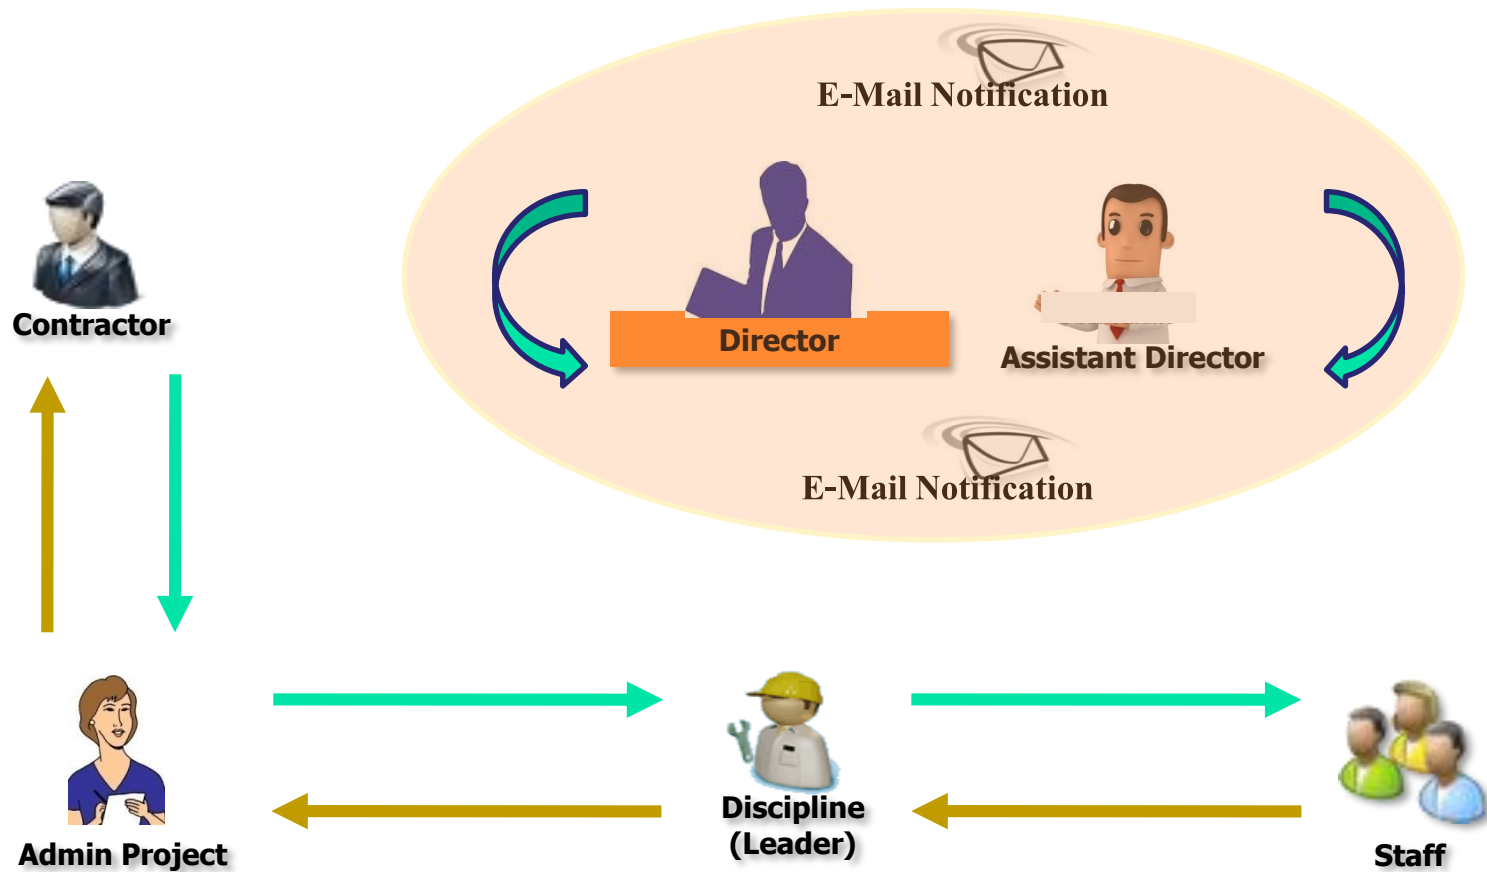 E-Mail Notification
Contractor
Director
Assistant Director
E-Mail Notification
Admin Project
Discipline
(Leader)
Staff